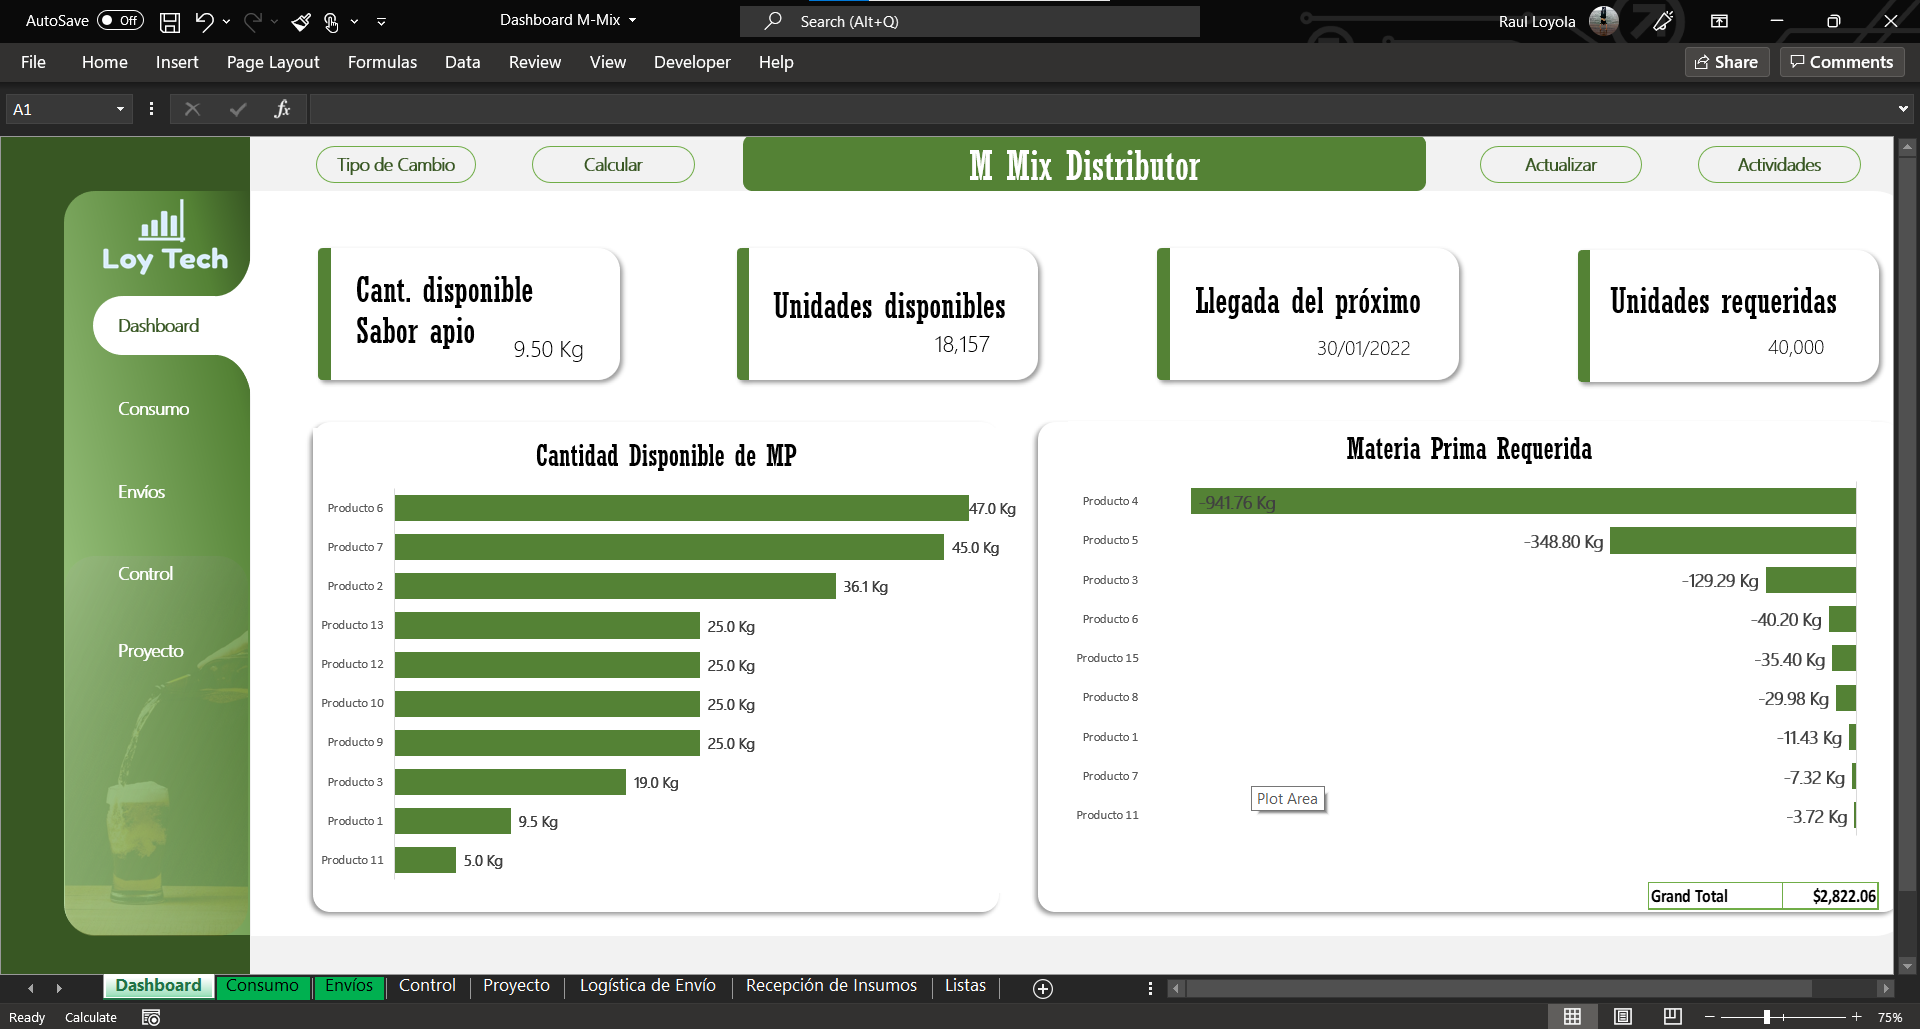 AutoSave Off
Dashboard M-Mix
Search (Alt+Q)
Raul Loyola
File Home Insert Page Layout Formulas Data Review View Developer Help
Share Comments
A1 fx
Tipo de Cambio
Calcular
M Mix Distributor
Actualizar
Actividades
Loy Tech
Dashboard
Consumo
Envíos
Control
Proyecto
Cant. disponible
Sabor apio
9.50 Kg
Unidades disponibles
18,157
Llegada del próximo
30/01/2022
Unidades requeridas
40,000
Cantidad Disponible de MP
Producto 6 47.0 Kg
Producto 7 45.0 Kg
Producto 2 36.1 Kg
Producto 13 25.0 Kg
Producto 12 25.0 Kg
Producto 10 25.0 Kg
Producto 9 25.0 Kg
Producto 3 19.0 Kg
Producto 1 9.5 Kg
Producto 11 5.0 Kg
Materia Prima Requerida
Producto 4 -941.76 Kg
Producto 5 -348.80 Kg
Producto 3 -129.29 Kg
Producto 6 -40.20 Kg
Producto 15 -35.40 Kg
Producto 8 -29.98 Kg
Producto 1 -11.43 Kg
Producto 7 -7.32 Kg
Producto 11 -3.72 Kg
Plot Area
Grand Total $2,822.06
Dashboard Consumo Envíos Control Proyecto Logística de Envío Recepción de Insumos Listas
Ready Calculate
75%